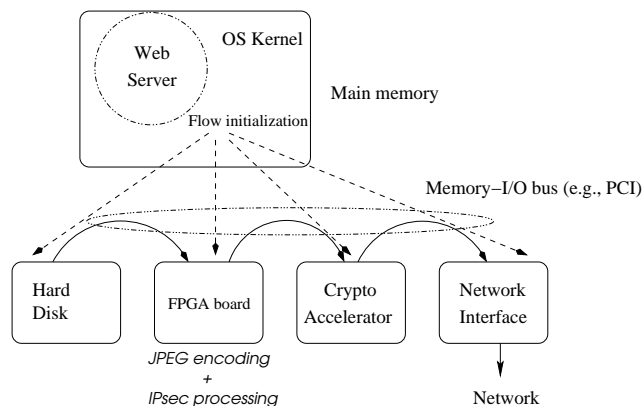 OS Kernel
Web
Server
Main memory
Flow initialization
Memory−I/O bus (e.g., PCI)
Hard
Disk
FPGA board
Crypto
Accelerator
Network
Interface
JPEG encoding
+
IPsec processing
Network